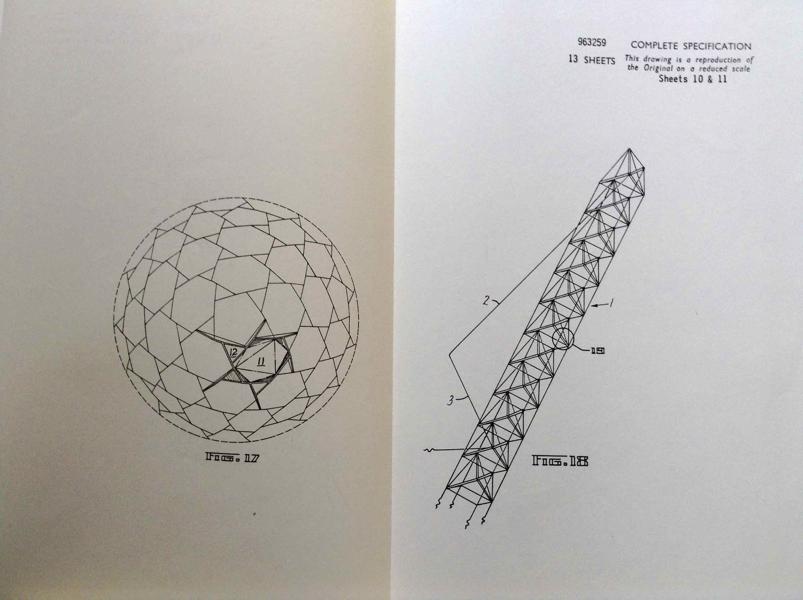 963259
COMPLETE SPECIFICATION
13 SHEETS
This drawing is a reproduction of
the Original on a reduced scale
Sheets 10 & 11
12
11
FIG. 17
2
1
3
FIG. 18